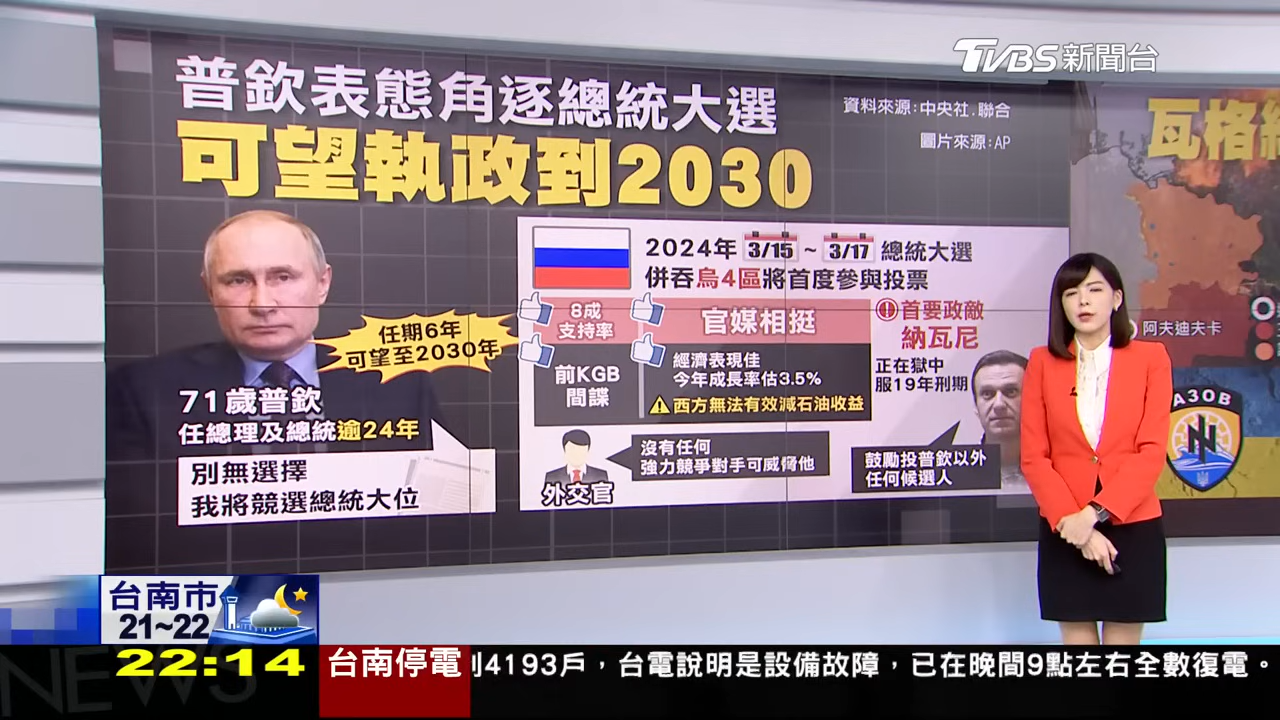 TVBS新聞台
普欽表態角逐總統大選
可望執政到2030
資料來源:中央社.聯合
圖片來源:AP
瓦格
2024年 3/15 ~ 3/17 總統大選
併吞烏4區將首度參與投票
8成
支持率
官媒相挺
首要政敵
納瓦尼
任期6年
可望至2030年
前KGB
間諜
經濟表現佳
今年成長率估3.5%
西方無法有效減石油收益
正在獄中
服19年刑期
71歲普欽
任總理及總統逾24年
別無選擇
我將競選總統大位
外交官
沒有任何
強力競爭對手可威脅他
鼓勵投普欽以外
任何候選人
阿夫迪夫卡
АЗОВ
台南市
21~22
22:14
NEWS
台南停電
4193戶，台電說明是設備故障，已在晚間9點左右全數復電。